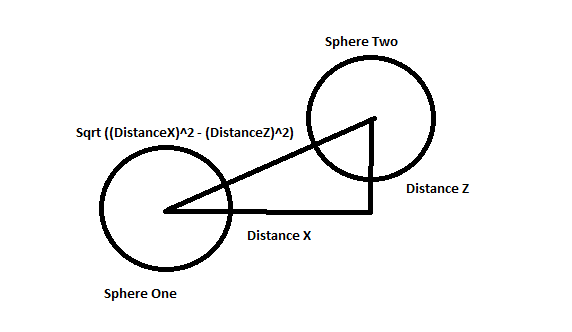 Sphere Two
Sqrt ((DistanceX)^2 - (DistanceZ)^2)
Distance Z
Distance X
Sphere One